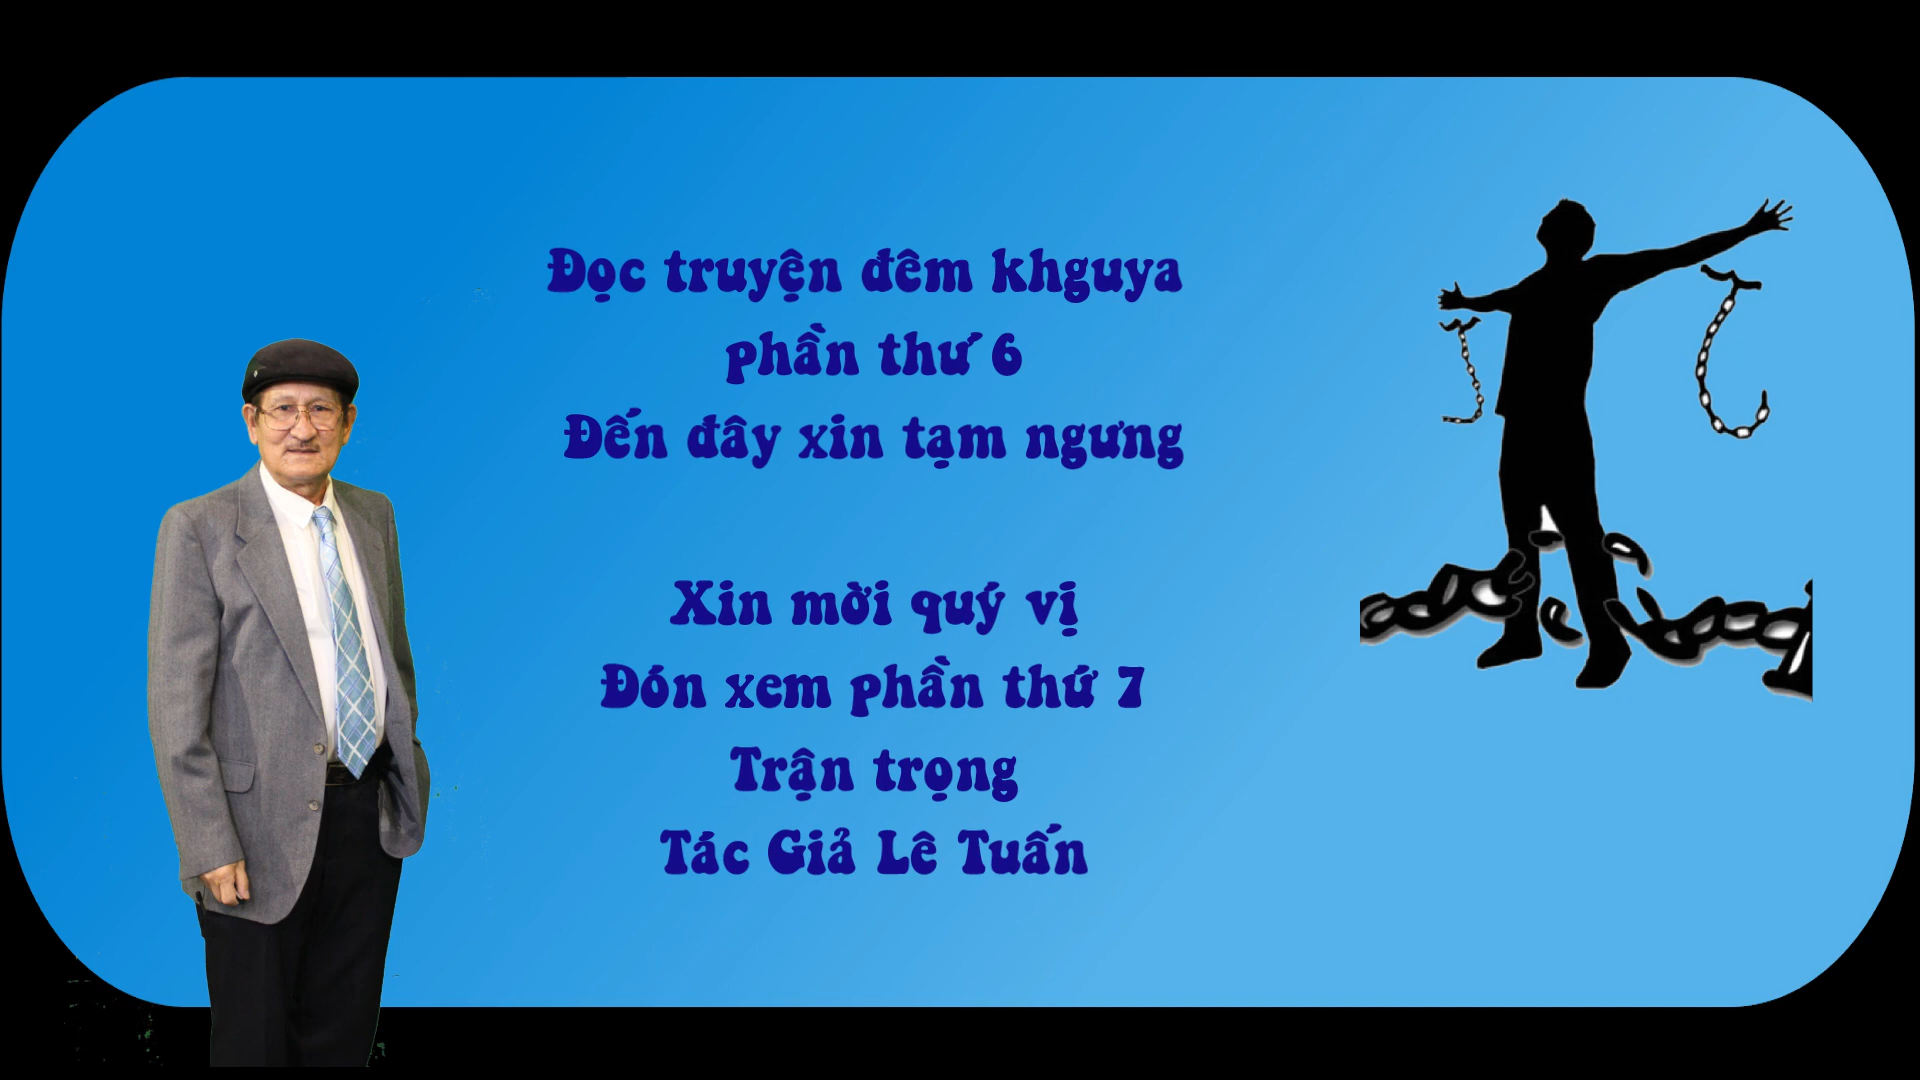 Đọc truyện đêm khguya
phần thư 6
Đến đây xin tạm ngưng
Xin mời quý vị
Đón xem phần thứ 7
Trận trọng
Tác Giả Lê Tuấn